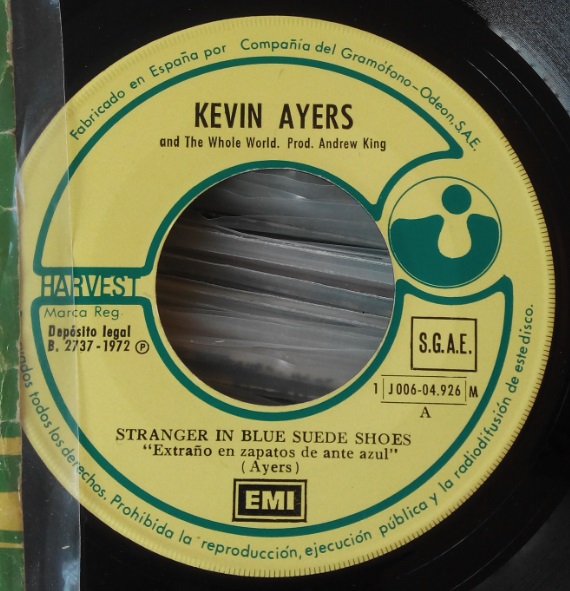 Fabricado en España por Compañía del Gramófono-Odeon, S.A.E.
KEVIN AYERS
and The Whole World. Prod. Andrew King
HARVEST
Marca Reg.
Depósito legal
B. 2737-1972 Ⓟ
S.G.A.E.
1 J 006-04.926 M
A
STRANGER IN BLUE SUEDE SHOES
"Extraño en zapatos de ante azul"
(Ayers)
EMI
todos los derechos. Prohibida la reproducción, ejecución pública y la radiodifusión de este disco.